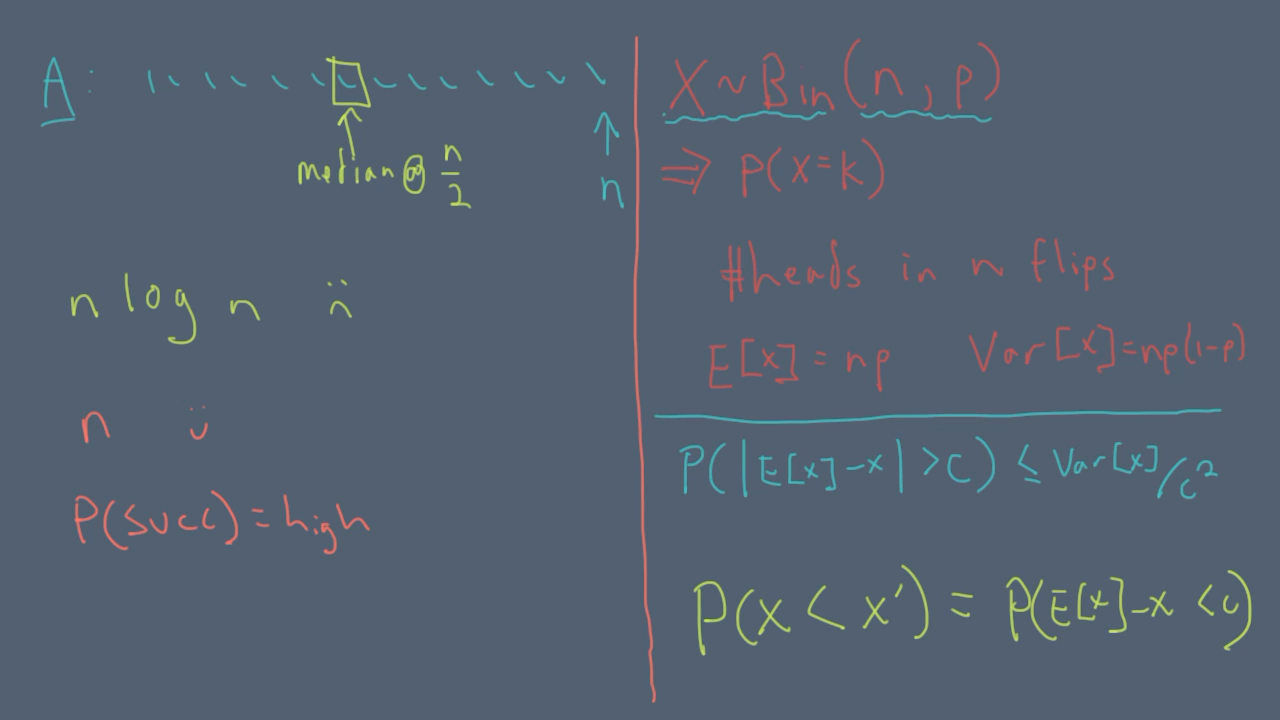 A:
median @ n/2
n
n log n ن̈
n ü
P(succ) = high
X ~ Bin(n, p)
⇒ P(X=k)
#heads in n flips
E[x] = np Var[x]=np(1-p)
P(|E[x]-x| >c) ≤ Var[x]/c²
P(x < x') = P(E[x]-x <c)